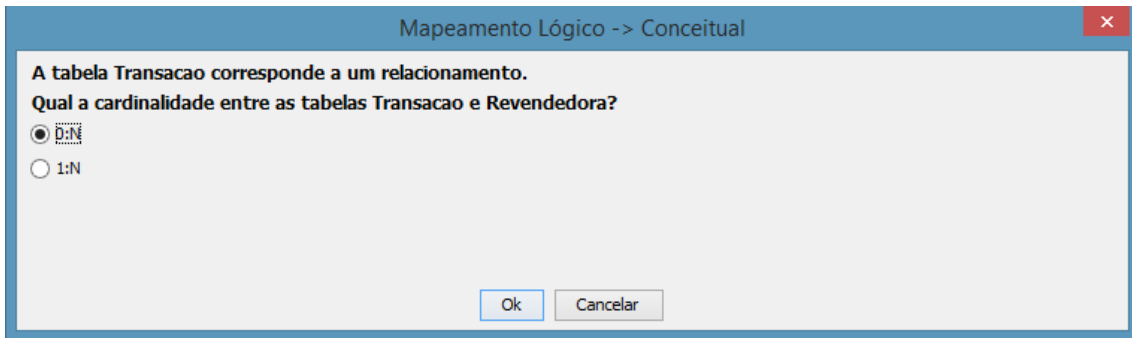 Mapeamento Lógico -> Conceitual
A tabela Transacao corresponde a um relacionamento.
Qual a cardinalidade entre as tabelas Transacao e Revendedora?
0:N
1:N
Ok Cancelar